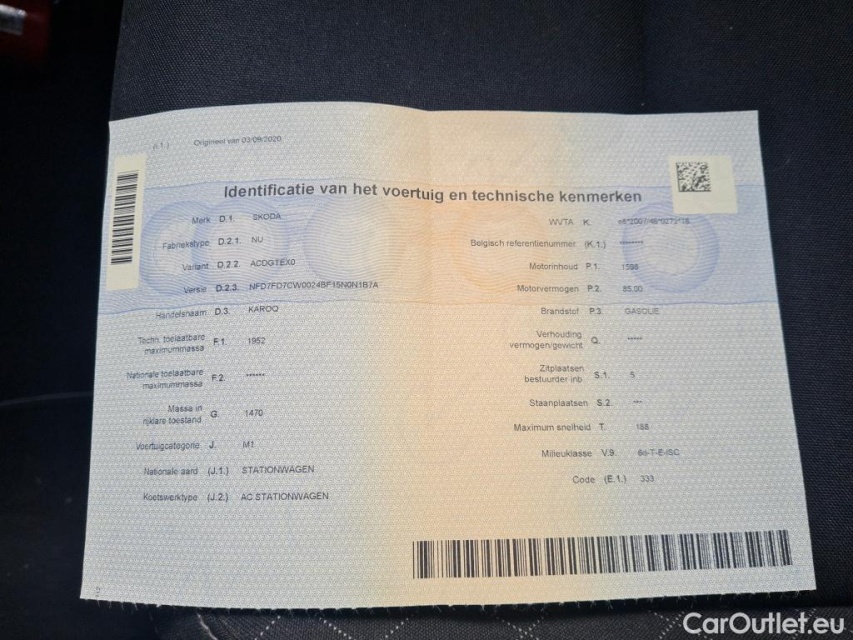 (I.1.) Origineel van 03/09/2020
Identificatie van het voertuig en technische kenmerken
Merk D.1. SKODA
Fabriekstype D.2.1. NU
Variant D.2.2. ACDGTEX0
Versie D.2.3. NFD7FD7CW0024BF15N0N1B7A
Handelsnaam D.3. KAROQ
Techn. toelaatbare
maximummassa F.1. 1952
Nationale toelaatbare
maximummassa F.2. ******
Massa in
rijklare toestand G. 1470
Voertuigcategorie J. M1
Nationale aard (J.1.) STATIONWAGEN
Koetswerktype (J.2.) AC STATIONWAGEN
WVTA K.
Belgisch referentienummer (K.1.) *******
Motorinhoud P.1. 1598
Motorvermogen P.2. 85,00
Brandstof P.3. GASOLIE
Verhouding
vermogen/gewicht Q. *****
Zitplaatsen
bestuurder inb S.1. 5
Staanplaatsen S.2. ***
Maximum snelheid T. 188
Milieuklasse V.9. 6d-T-E-ISC
Code (E.1.) 333
CarOutlet.eu